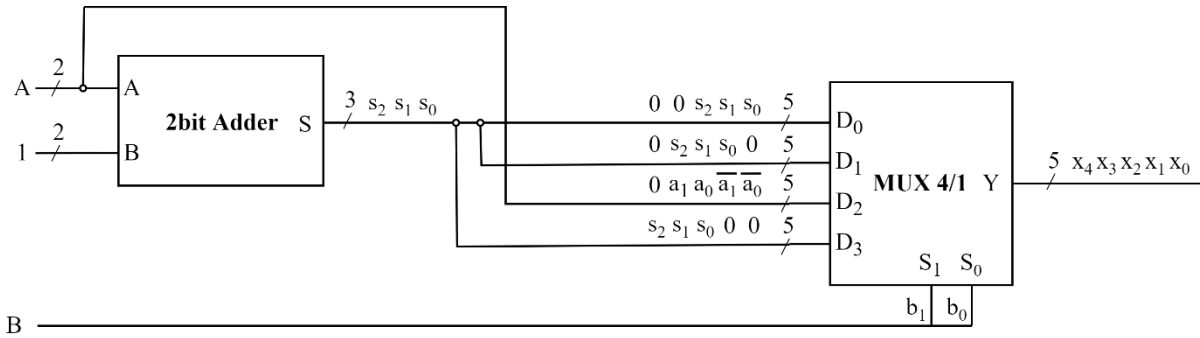 A 2 A
2bit Adder S
3 s₂ s₁ s₀
1 2 B
0 0 s₂ s₁ s₀ 5 D₀
0 s₂ s₁ s₀ 0 5 D₁
0 a₁ a₀ a̅₁ a̅₀ 5 D₂
s₂ s₁ s₀ 0 0 5 D₃
MUX 4/1 Y
5 x₄ x₃ x₂ x₁ x₀
S₁ S₀
b₁ b₀
B